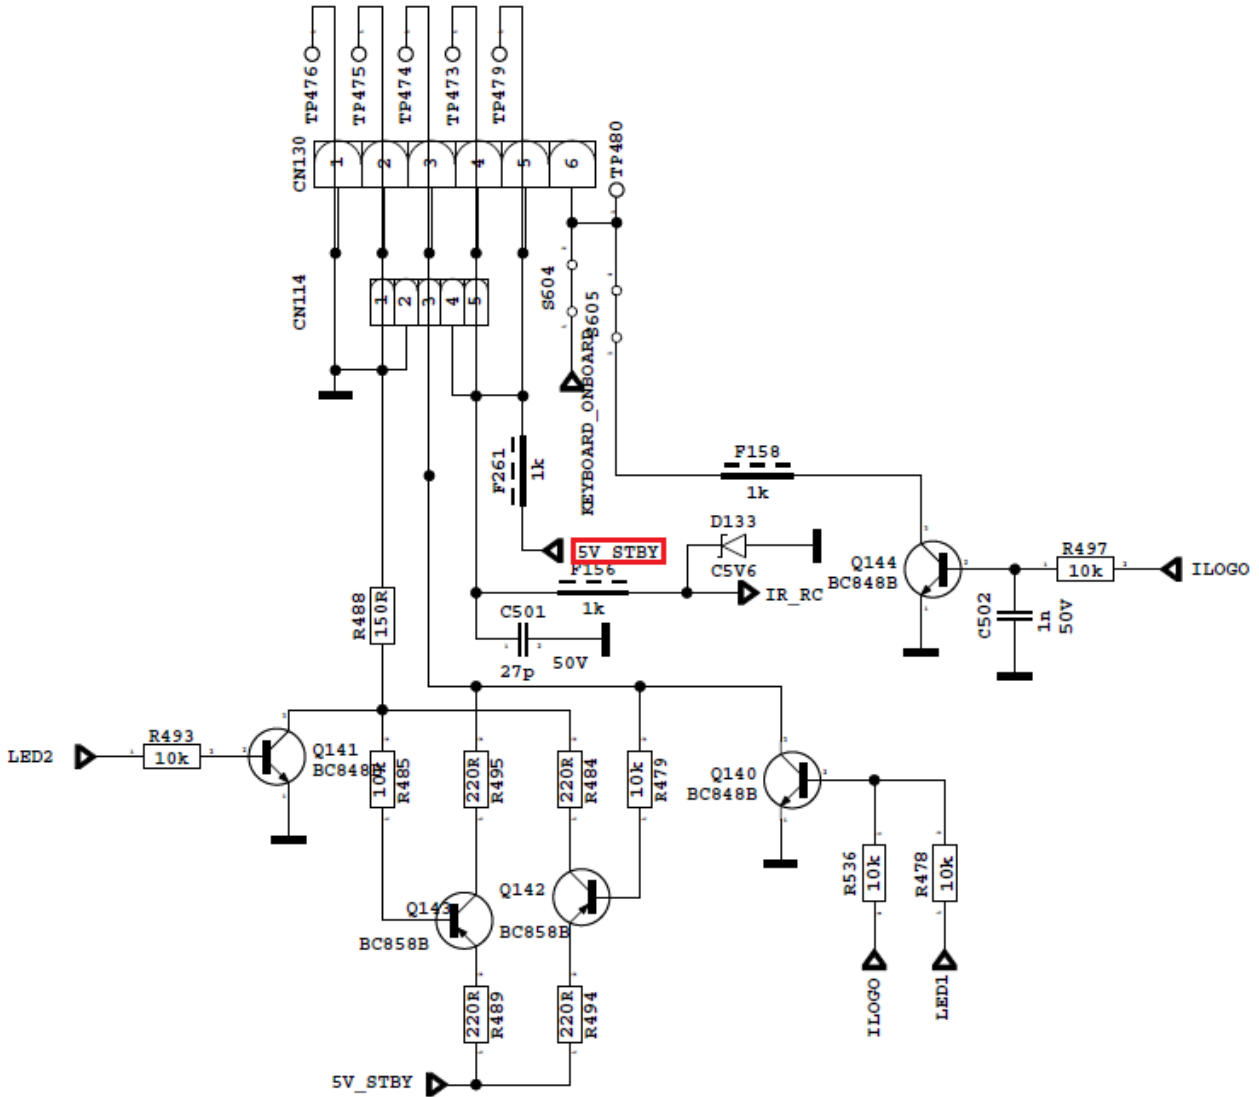 TP476
TP475
TP474
TP473
TP479
TP480
CN130
1
2
3
4
5
6
CN114
1
2
3
4
5
S604
S605
KEYBOARD_ONBOARD
F261
1k
5V_STBY
F158
1k
D133
C5V6
F156
1k
IR_RC
C501
27p
50V
Q144
BC848B
R497
10k
ILOGO
C502
1n
50V
R488
150R
LED2
R493
10k
Q141
BC848B
10k
R485
220R
R495
220R
R484
10k
R479
Q140
BC848B
R536
10k
R478
10k
ILOGO
LED1
Q143
BC858B
Q142
BC858B
220R
R489
220R
R494
5V_STBY